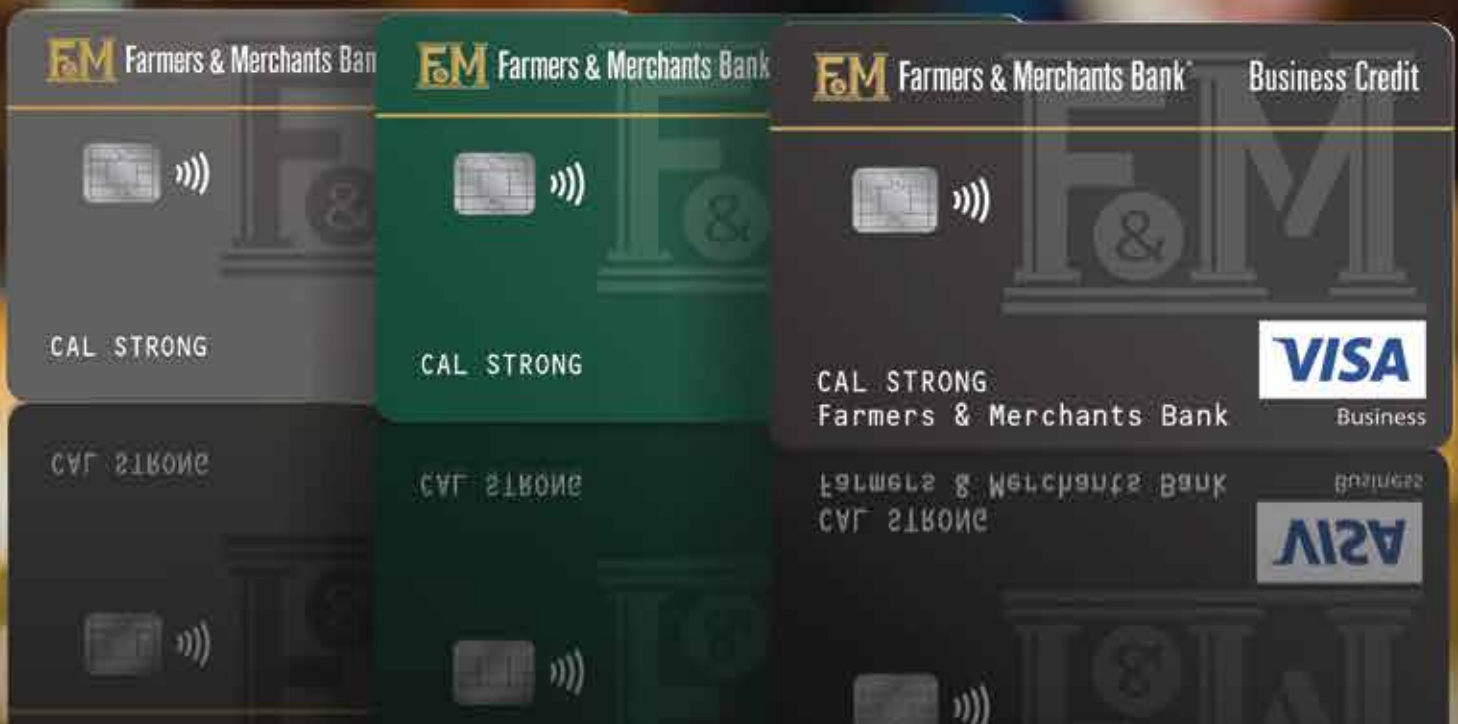 F&M Farmers & Merchants Ban
CAL STRONG
F&M Farmers & Merchants Bank
CAL STRONG
F&M Farmers & Merchants Bank Business Credit
F&M
CAL STRONG
Farmers & Merchants Bank
VISA
Business